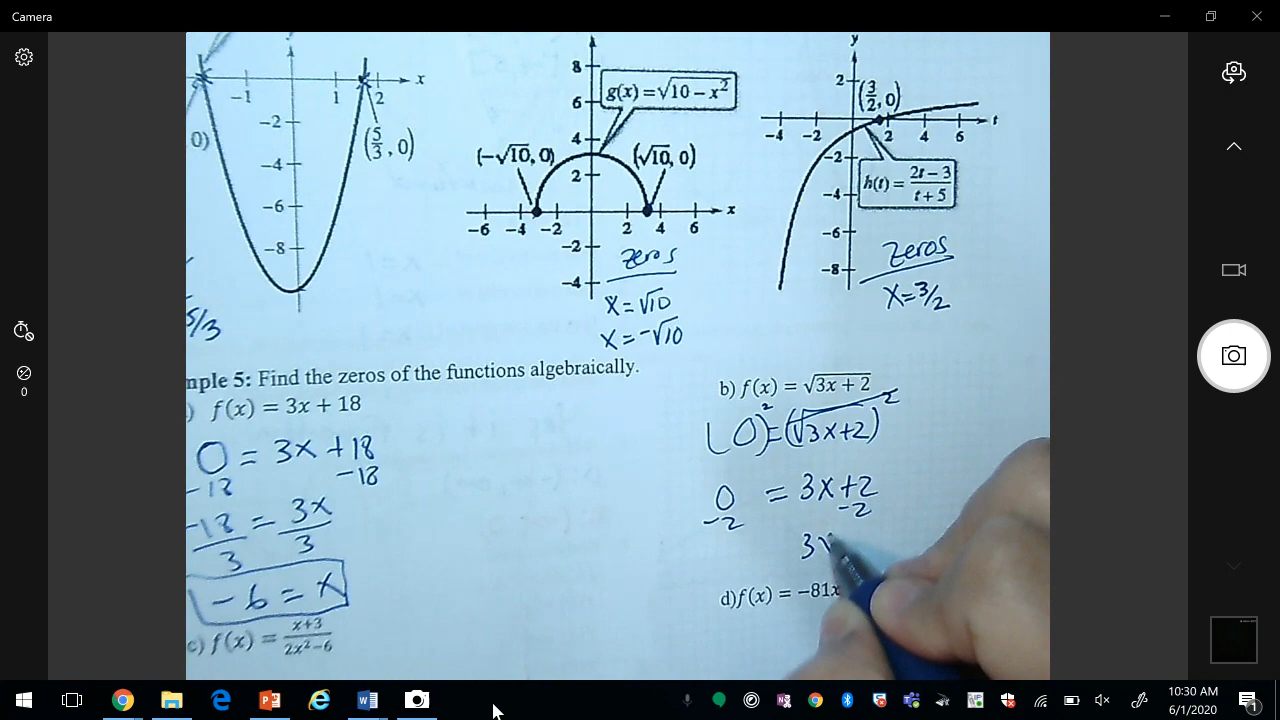 Camera
x
-1 1 2
-2
(5/3, 0)
0)
-4
-6
-8
5/3
8
6
4
2
g(x) = √10 − x²
(−√10, 0) (√10, 0)
x
-6 -4 -2 2 4 6
-2
-4
zeros
x = √10
x = -√10
y
2
(3/2, 0)
t
-4 -2 2 4 6
-2
-4
-6
-8
h(t) = 2t − 3 / t + 5
zeros
x = 3/2
mple 5: Find the zeros of the functions algebraically.
) f(x) = 3x + 18
0 = 3x + 18
-18 -18
-18/3 = 3x/3
-6 = x
c) f(x) = x+3 / 2x²−6
b) f(x) = √3x + 2
(0)² = (√3x+2)²
0 = 3x+2
-2 -2
3x
d) f(x) = −81x
0
10:30 AM
6/1/2020
1